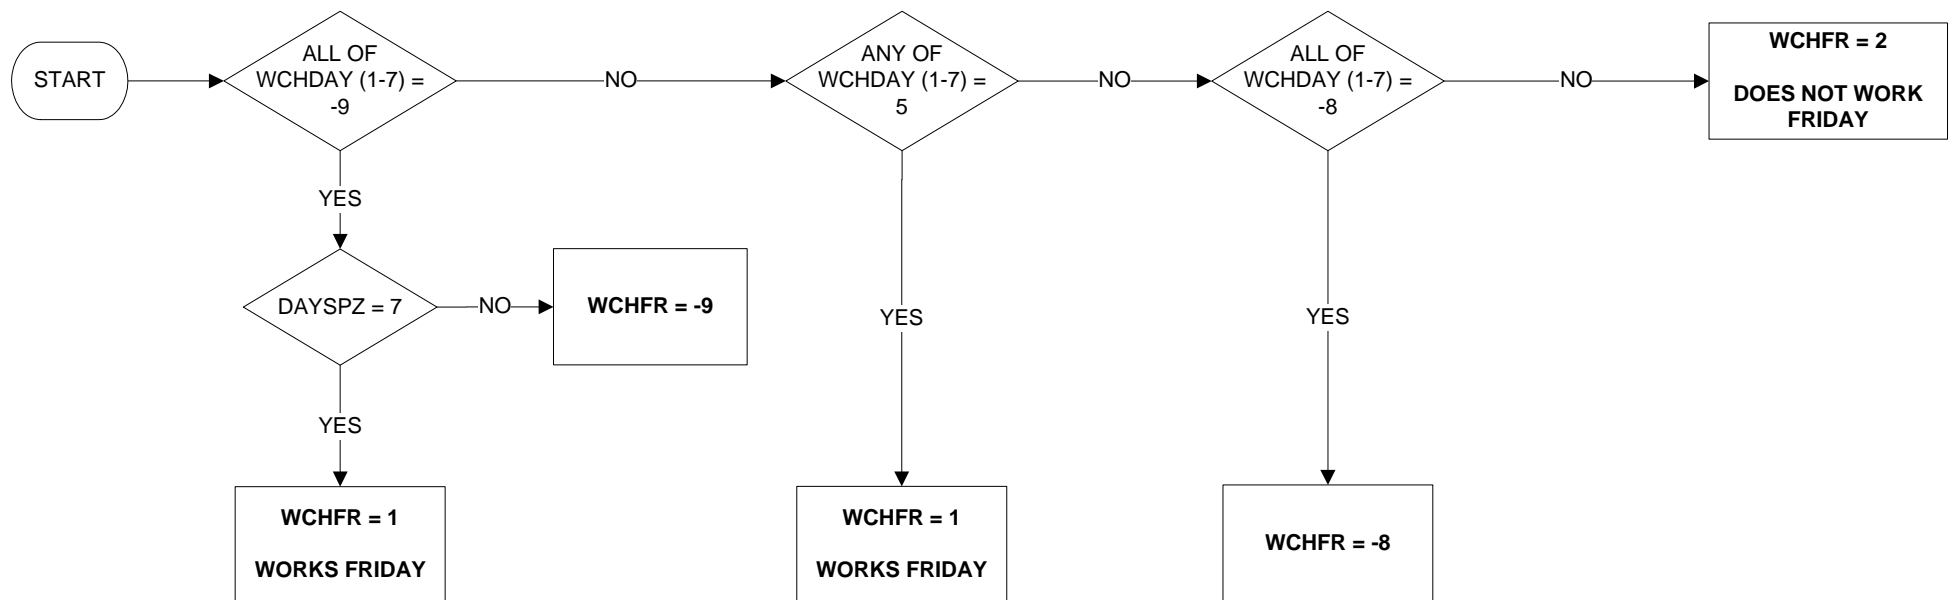 START
ALL OF
WCHDAY (1-7) =
-9
NO
ANY OF
WCHDAY (1-7) =
5
NO
ALL OF
WCHDAY (1-7) =
-8
NO
WCHFR = 2
DOES NOT WORK
FRIDAY
YES
DAYSPZ = 7
NO
WCHFR = -9
YES
YES
YES
WCHFR = 1
WORKS FRIDAY
WCHFR = 1
WORKS FRIDAY
WCHFR = -8